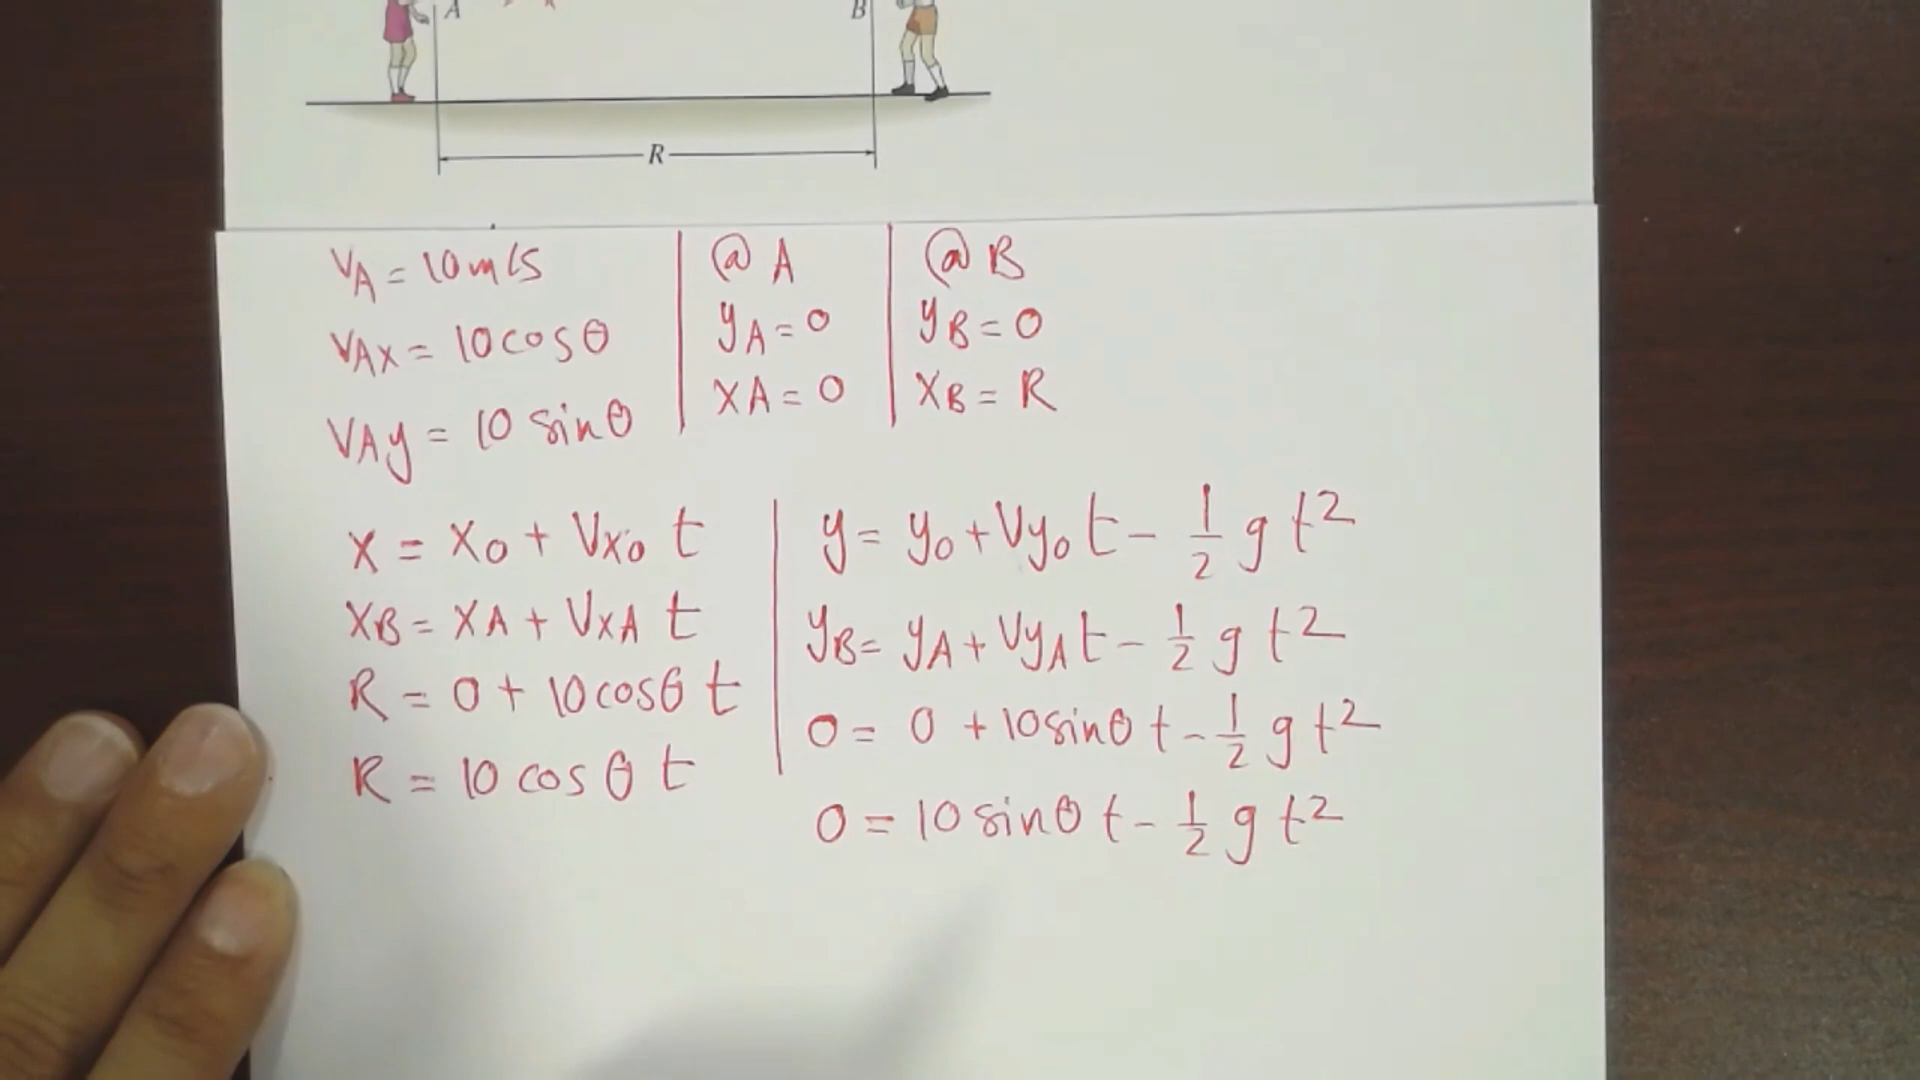 A B
R
VA = 10 m/s
VAx = 10 cos θ
VAy = 10 sin θ
@ A
yA = 0
xA = 0
@ B
yB = 0
xB = R
x = x₀ + Vx₀ t
xB = xA + VxA t
R = 0 + 10 cos θ t
R = 10 cos θ t
y = y₀ + Vy₀ t - 1/2 g t²
yB = yA + VyA t - 1/2 g t²
0 = 0 + 10 sin θ t - 1/2 g t²
0 = 10 sin θ t - 1/2 g t²